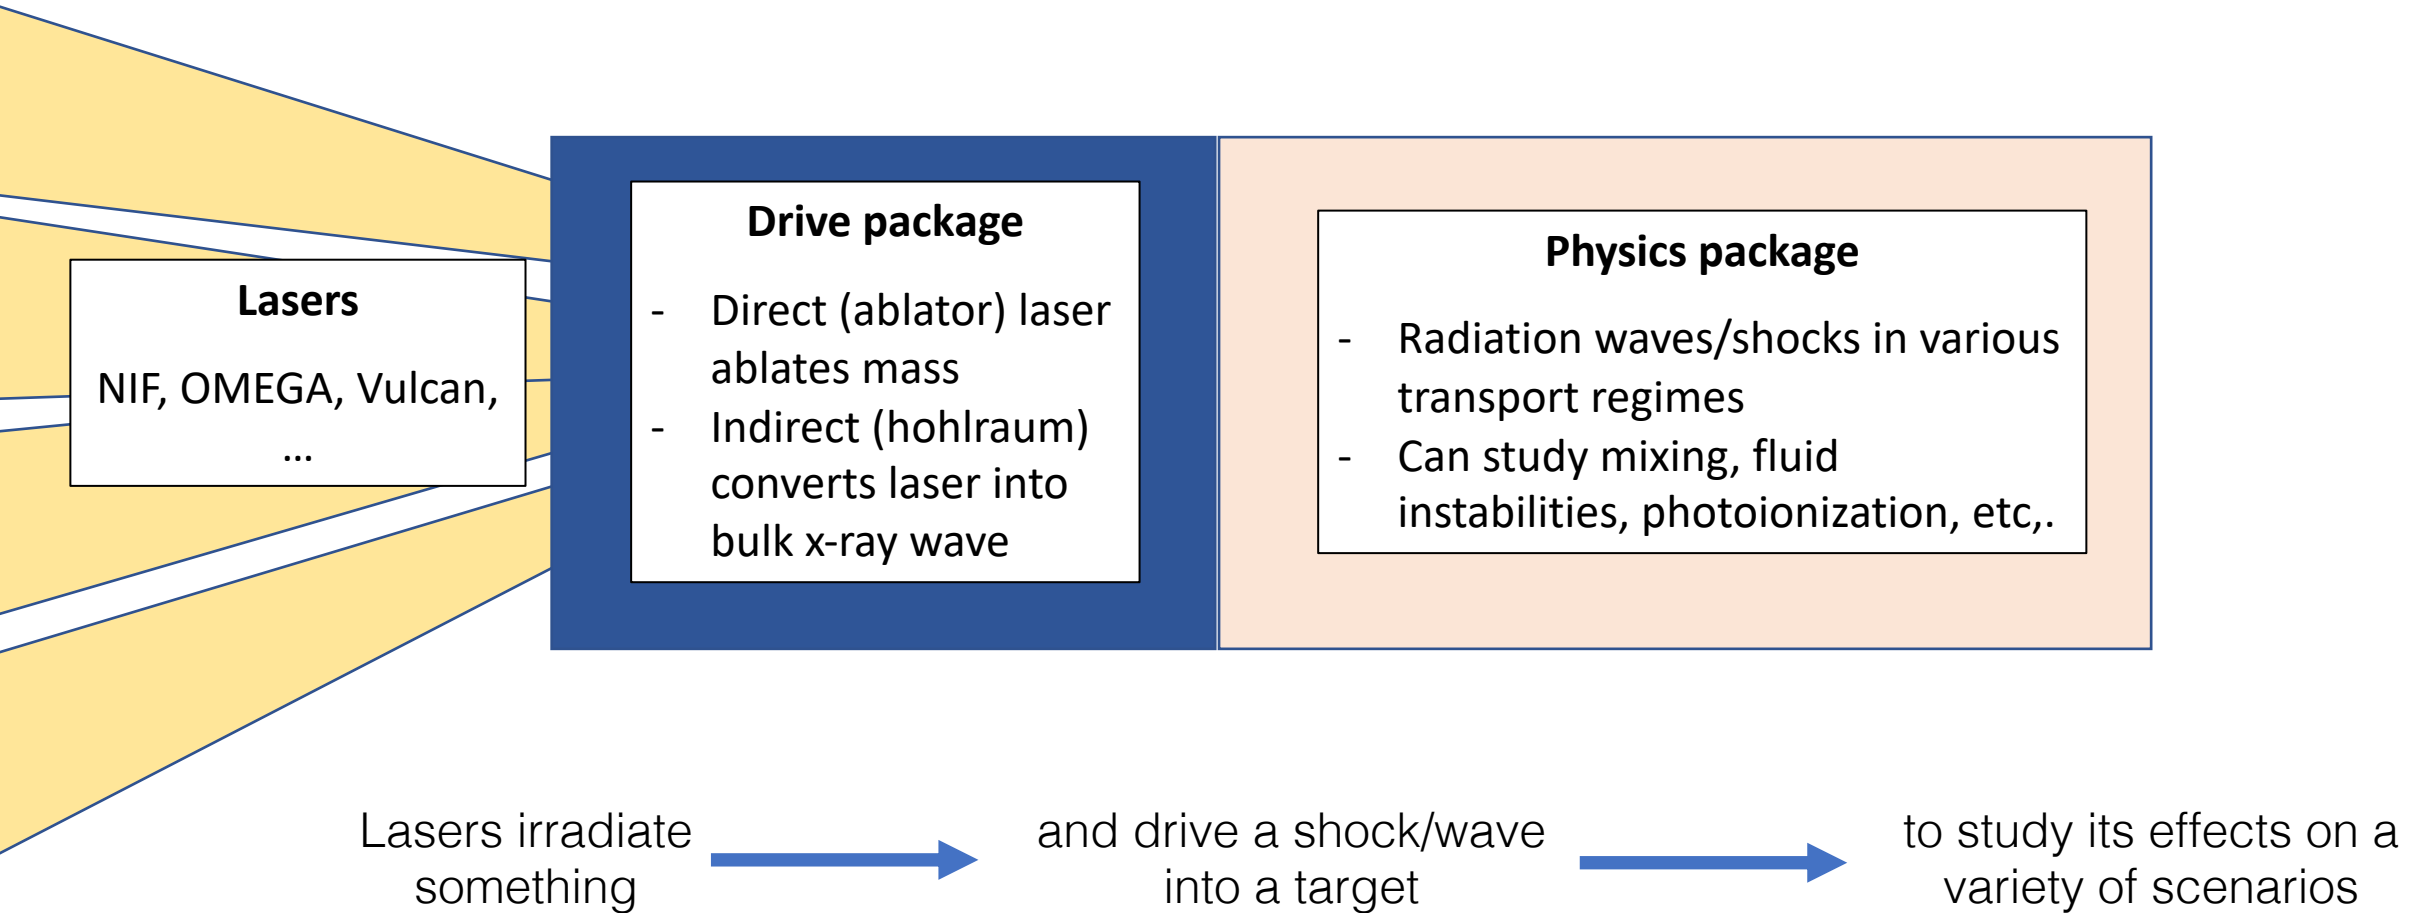 Lasers
NIF, OMEGA, Vulcan,
...
Drive package
- Direct (ablator) laser
ablates mass
- Indirect (hohlraum)
converts laser into
bulk x-ray wave
Physics package
- Radiation waves/shocks in various
transport regimes
- Can study mixing, fluid
instabilities, photoionization, etc,.
Lasers irradiate
something
and drive a shock/wave
into a target
to study its effects on a
variety of scenarios